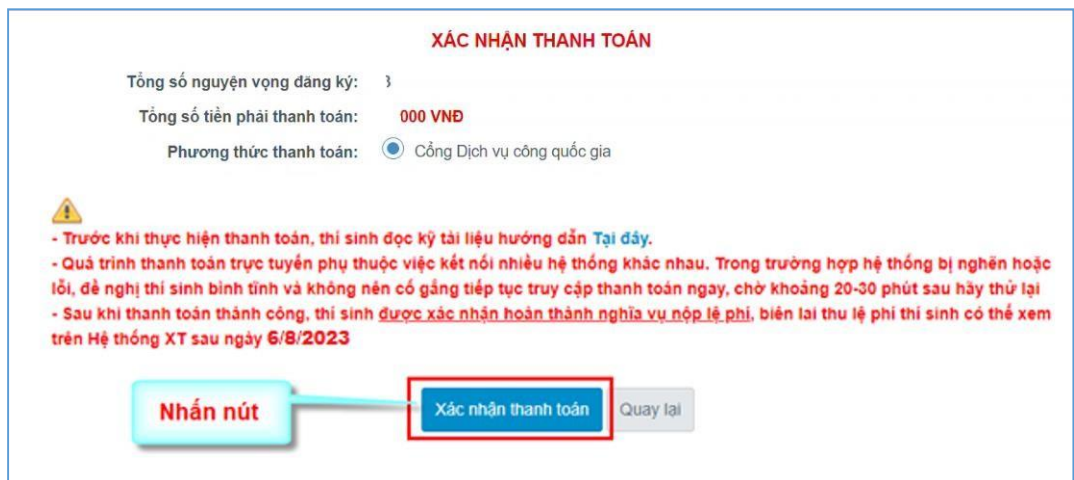 XÁC NHẬN THANH TOÁN
Tổng số nguyện vọng đăng ký:
Tổng số tiền phải thanh toán: 000 VNĐ
Phương thức thanh toán: Cổng Dịch vụ công quốc gia
- Trước khi thực hiện thanh toán, thí sinh đọc kỹ tài liệu hướng dẫn Tại đây.
- Quá trình thanh toán trực tuyến phụ thuộc việc kết nối nhiều hệ thống khác nhau. Trong trường hợp hệ thống bị nghẽn hoặc
lỗi, đề nghị thí sinh bình tĩnh và không nên cố gắng tiếp tục truy cập thanh toán ngay, chờ khoảng 20-30 phút sau hãy thử lại
- Sau khi thanh toán thành công, thí sinh được xác nhận hoàn thành nghĩa vụ nộp lệ phí, biên lai thu lệ phí thí sinh có thể xem
trên Hệ thống XT sau ngày 6/8/2023
Nhấn nút
Xác nhận thanh toán Quay lại